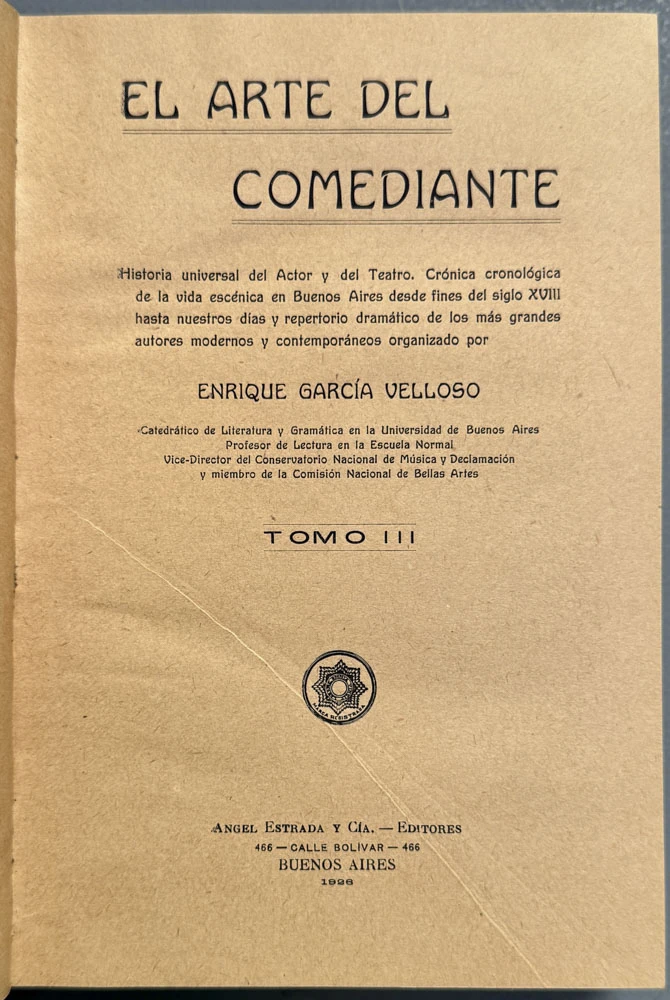 EL ARTE DEL
COMEDIANTE
Historia universal del Actor y del Teatro. Crónica cronológica
de la vida escénica en Buenos Aires desde fines del siglo XVIII
hasta nuestros días y repertorio dramático de los más grandes
autores modernos y contemporáneos organizado por
ENRIQUE GARCÍA VELLOSO
Catedrático de Literatura y Gramática en la Universidad de Buenos Aires
Profesor de Lectura en la Escuela Normal
Vice-Director del Conservatorio Nacional de Música y Declamación
y miembro de la Comisión Nacional de Bellas Artes
TOMO III
MARCA REGISTRADA
ANGEL ESTRADA Y CÍA. — EDITORES
466 — CALLE BOLÍVAR — 466
BUENOS AIRES
1926